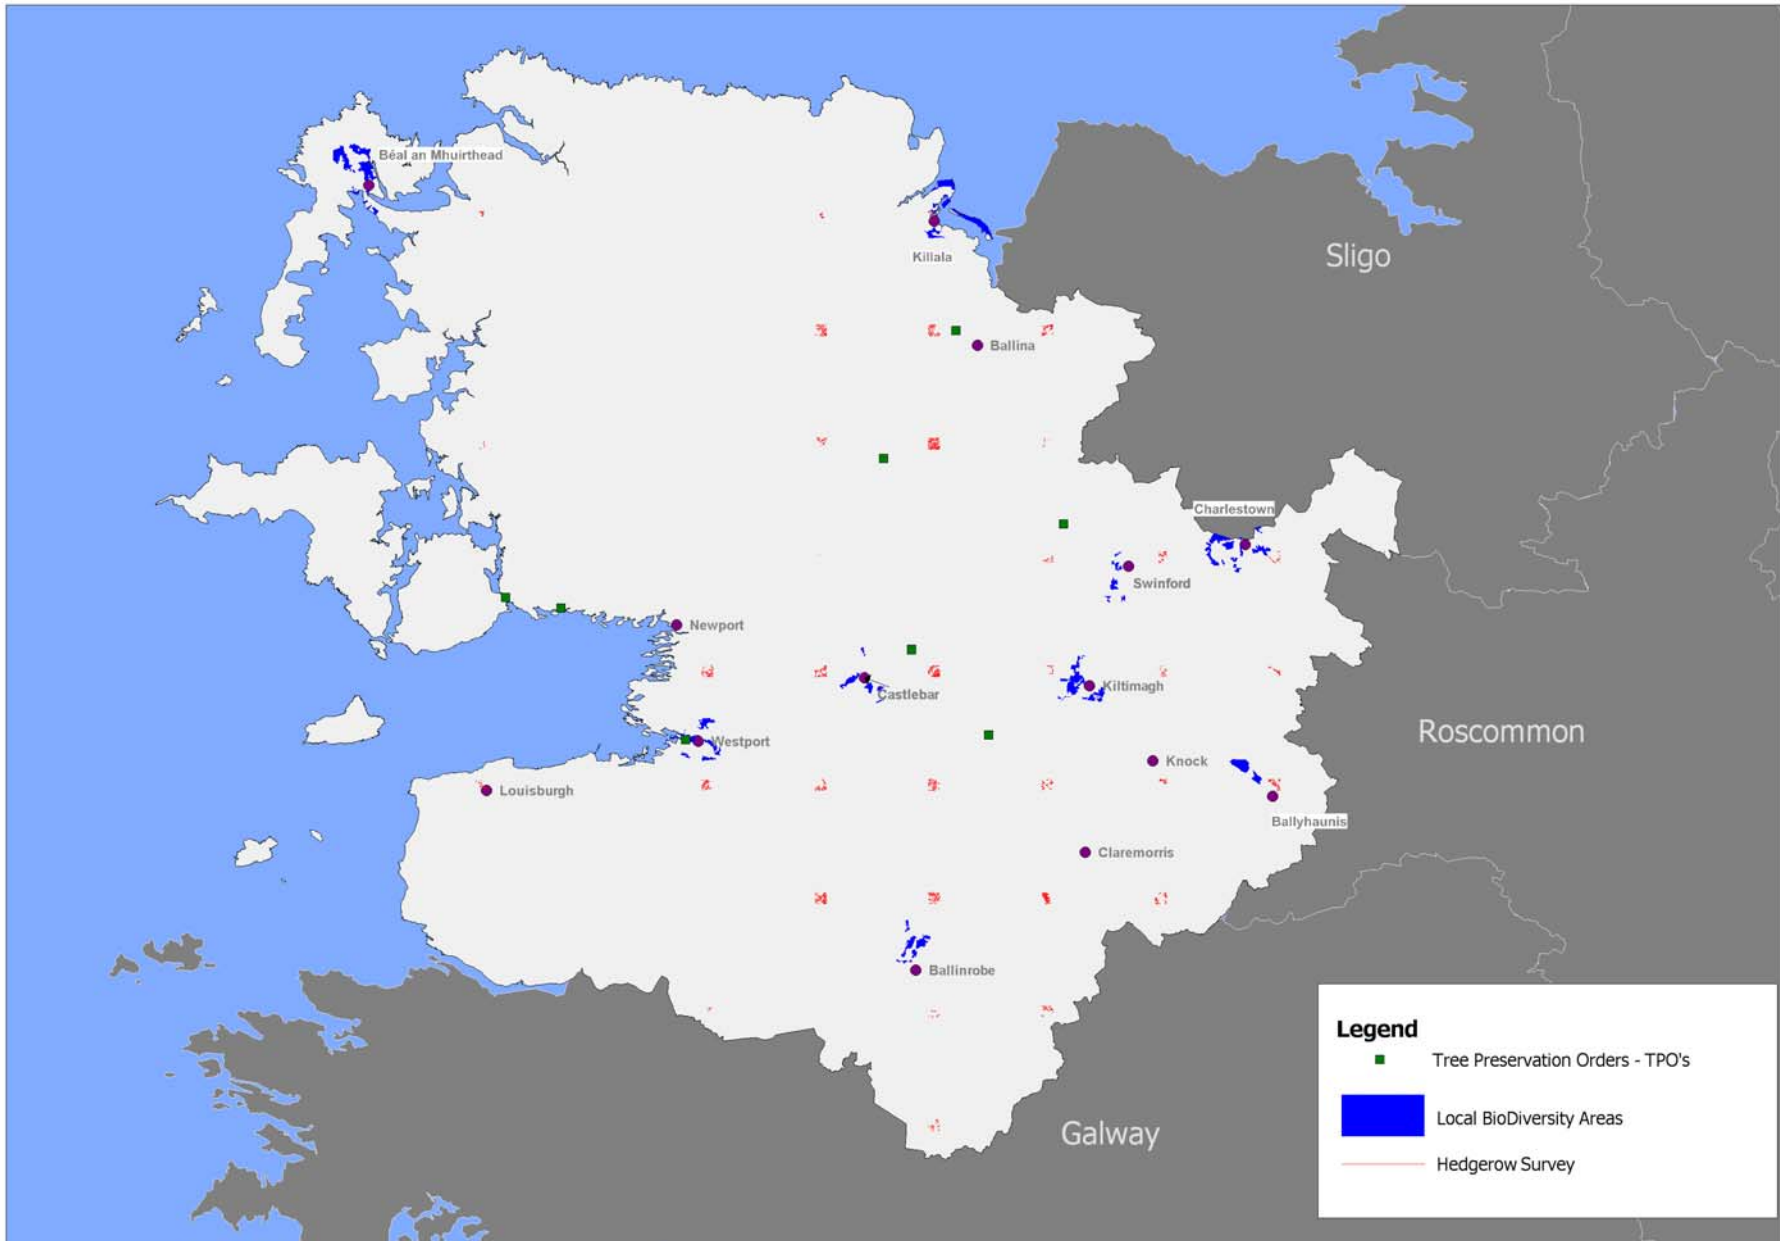 Béal an Mhuirthead
Killala
Sligo
Ballina
Charlestown
Swinford
Newport
Castlebar
Kiltimagh
Westport
Roscommon
Knock
Louisburgh
Ballyhaunis
Claremorris
Ballinrobe
Galway
Legend
Tree Preservation Orders - TPO's
Local BioDiversity Areas
Hedgerow Survey